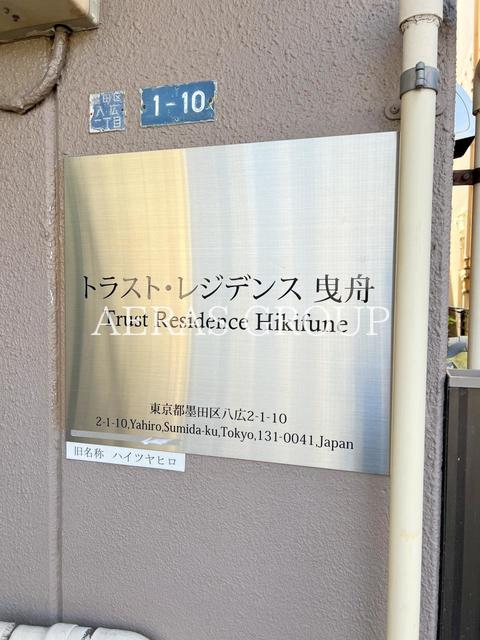 墨田区
八広
二丁目
1-10
トラスト・レジデンス 曳舟
Trust Residence Hikifune
AERAS GROUP
東京都墨田区八広2-1-10
2-1-10,Yahiro,Sumida-ku,Tokyo,131-0041,Japan
旧名称 ハイツヤヒロ